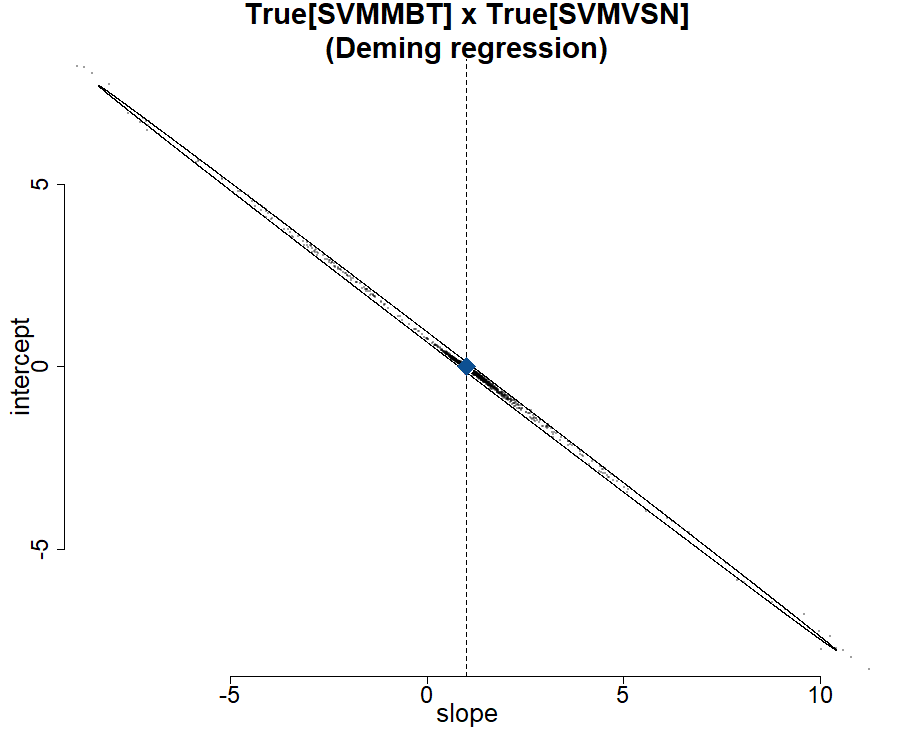 True[SVMMBT] x True[SVMVSN]
(Deming regression)
intercept
5
0
-5
-5
0
5
10
slope